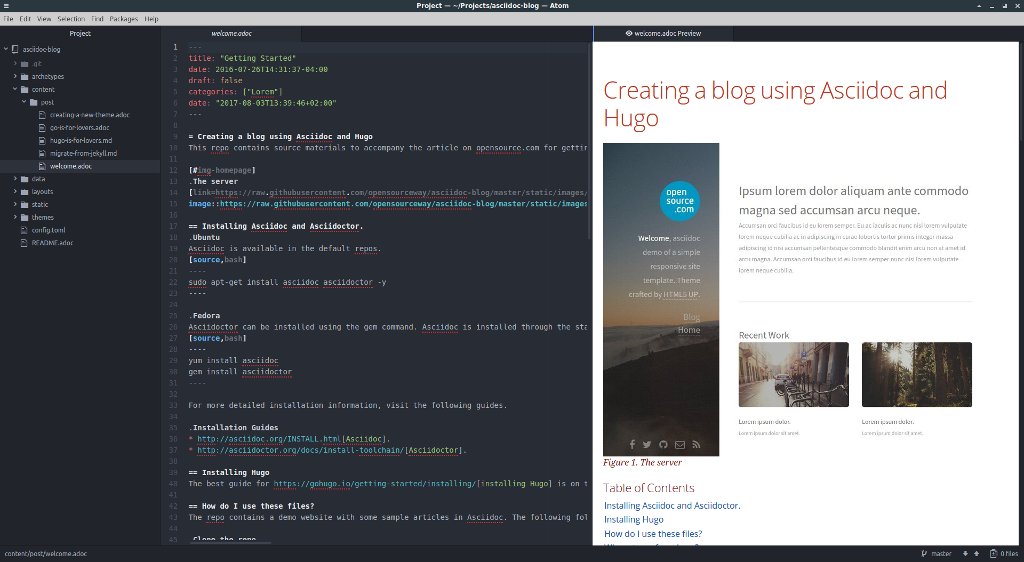 Project — ~/Projects/asciidoc-blog — Atom
File Edit View Selection Find Packages Help
Project
asciidoc-blog
.git
archetypes
content
post
creating-a-new-theme.adoc
go-is-for-lovers.adoc
hugo-is-for-lovers.md
migrate-from-jekyll.md
welcome.adoc
data
layouts
static
themes
config.toml
README.adoc
welcome.adoc
1 ---
2 title: "Getting Started"
3 date: 2016-07-26T14:31:37-04:00
4 draft: false
5 categories: ["Lorem"]
6 date: "2017-08-03T13:39:46+02:00"
7 ---
8
9 = Creating a blog using Asciidoc and Hugo
10 This repo contains source materials to accompany the article on opensource.com for gettin
11
12 [#img-homepage]
13 .The server
14 [link=https://raw.githubusercontent.com/opensourceway/asciidoc-blog/master/static/images/
15 image::https://raw.githubusercontent.com/opensourceway/asciidoc-blog/master/static/images
16
17 == Installing Asciidoc and Asciidoctor.
18 .Ubuntu
19 Asciidoc is available in the default repos.
20 [source,bash]
21 ----
22 sudo apt-get install asciidoc asciidoctor -y
23 ----
24
25 .Fedora
26 Asciidoctor can be installed using the gem command. Asciidoc is installed through the sta
27 [source,bash]
28 ----
29 yum install asciidoc
30 gem install asciidoctor
31 ----
32
33 For more detailed installation information, visit the following guides.
34
35 .Installation Guides
36 * http://asciidoc.org/INSTALL.html[Asciidoc].
37 * http://asciidoctor.org/docs/install-toolchain/[Asciidoctor].
38
39 == Installing Hugo
40 The best guide for https://gohugo.io/getting-started/installing/[installing Hugo] is on t
41
42 == How do I use these files?
43 The repo contains a demo website with some sample articles in Asciidoc. The following fol
44
45 .Clone the repo
welcome.adoc Preview
Creating a blog using Asciidoc and
Hugo
open
source
.com
Welcome, asciidoc
demo of a simple
responsive site
template. Theme
crafted by HTML5 UP.
Blog
Home
Ipsum lorem dolor aliquam ante commodo
magna sed accumsan arcu neque.
Accumsan orci faucibus id eu lorem semper. Eu ac iaculis ac nunc nisi lorem vulputate
lorem neque cubilia ac in adipiscing in curae lobortis tortor primis integer massa
adipiscing id nisi accumsan pellentesque commodo blandit enim arcu non at amet id
arcu magna. Accumsan orci faucibus id eu lorem semper nunc nisi lorem vulputate
lorem neque cubilia.
Recent Work
Lorem ipsum dolor.
Lorem ipsum dolor sit amet.
Lorem ipsum dolor.
Lorem ipsum dolor sit amet.
Figure 1. The server
Table of Contents
Installing Asciidoc and Asciidoctor.
Installing Hugo
How do I use these files?
content/post/welcome.adoc
master
0 files